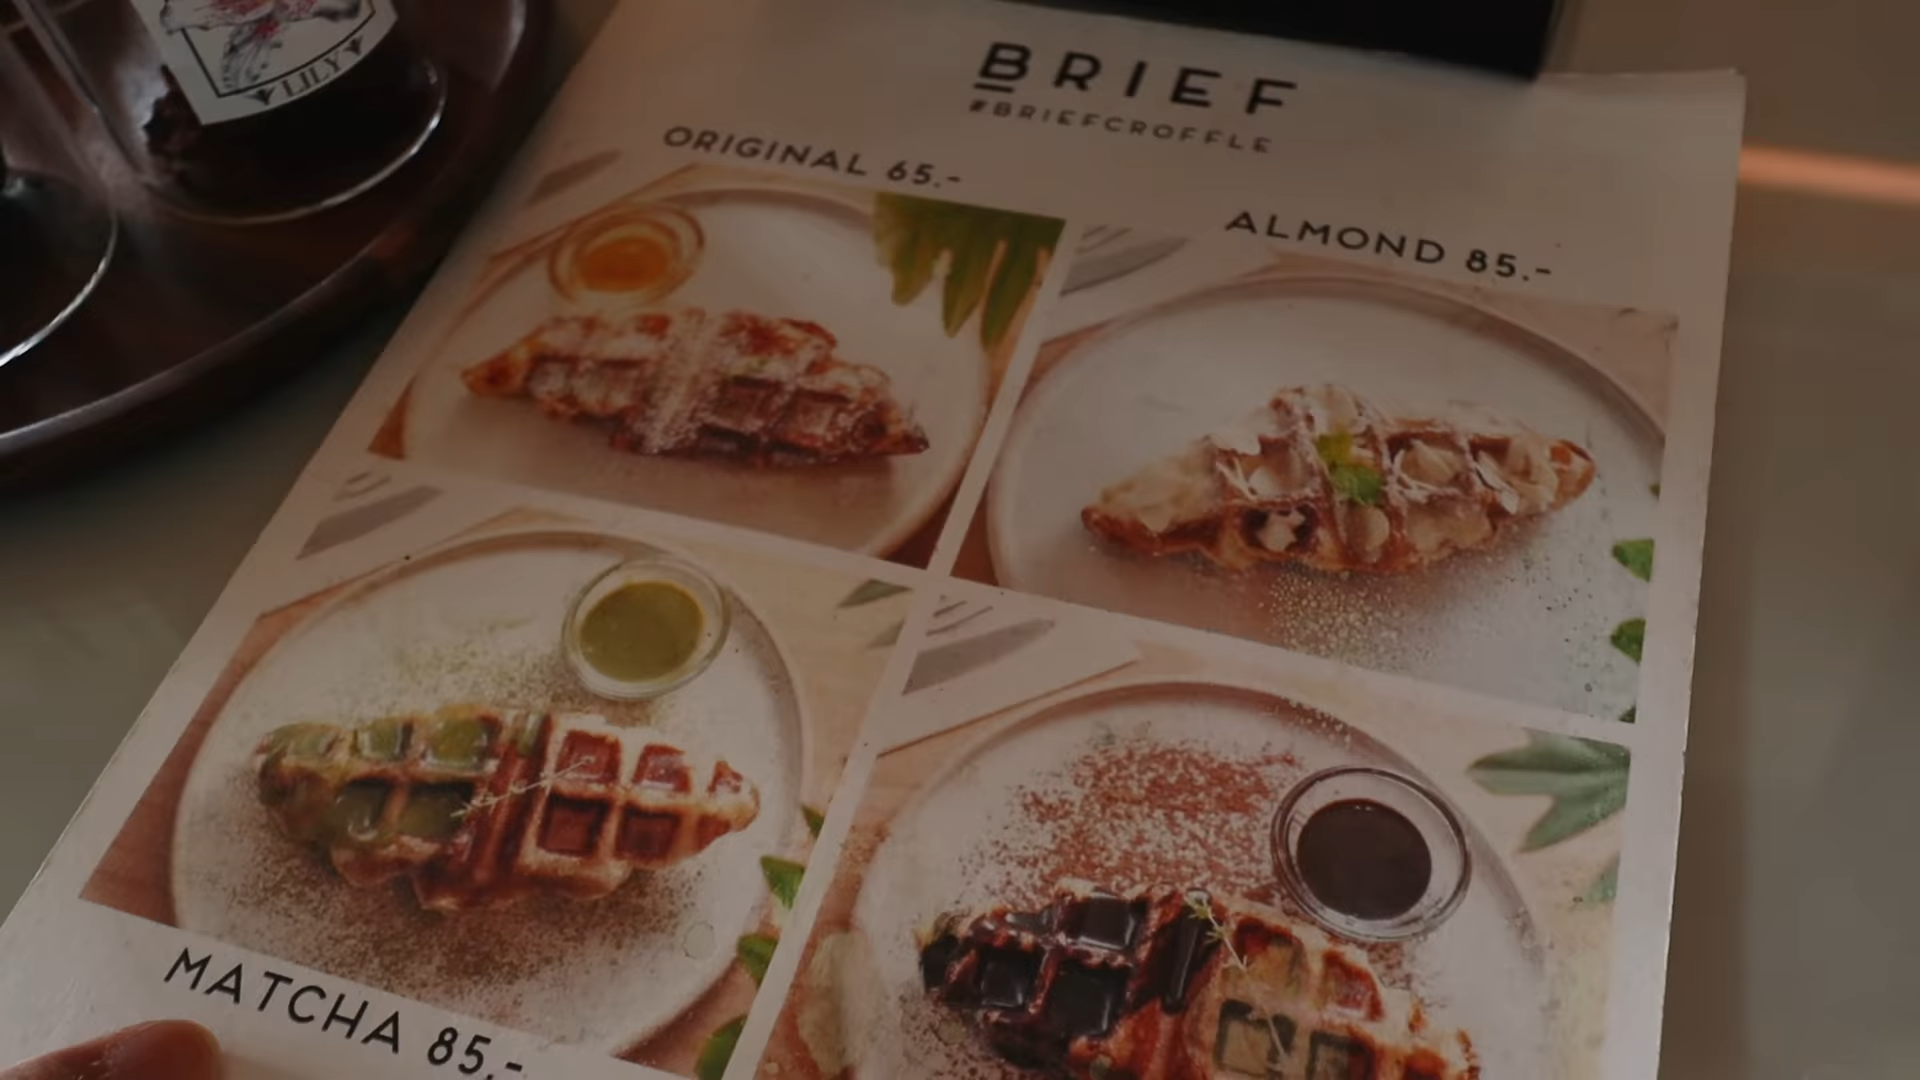 LILY
BRIEF
#BRIEFCROFFLE
ORIGINAL 65.-
ALMOND 85.-
MATCHA 85.-